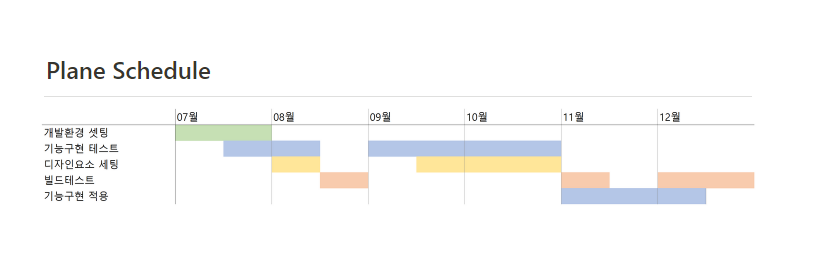 Plane Schedule
07월 08월 09월 10월 11월 12월
개발환경 셋팅
기능구현 테스트
디자인요소 세팅
빌드테스트
기능구현 적용